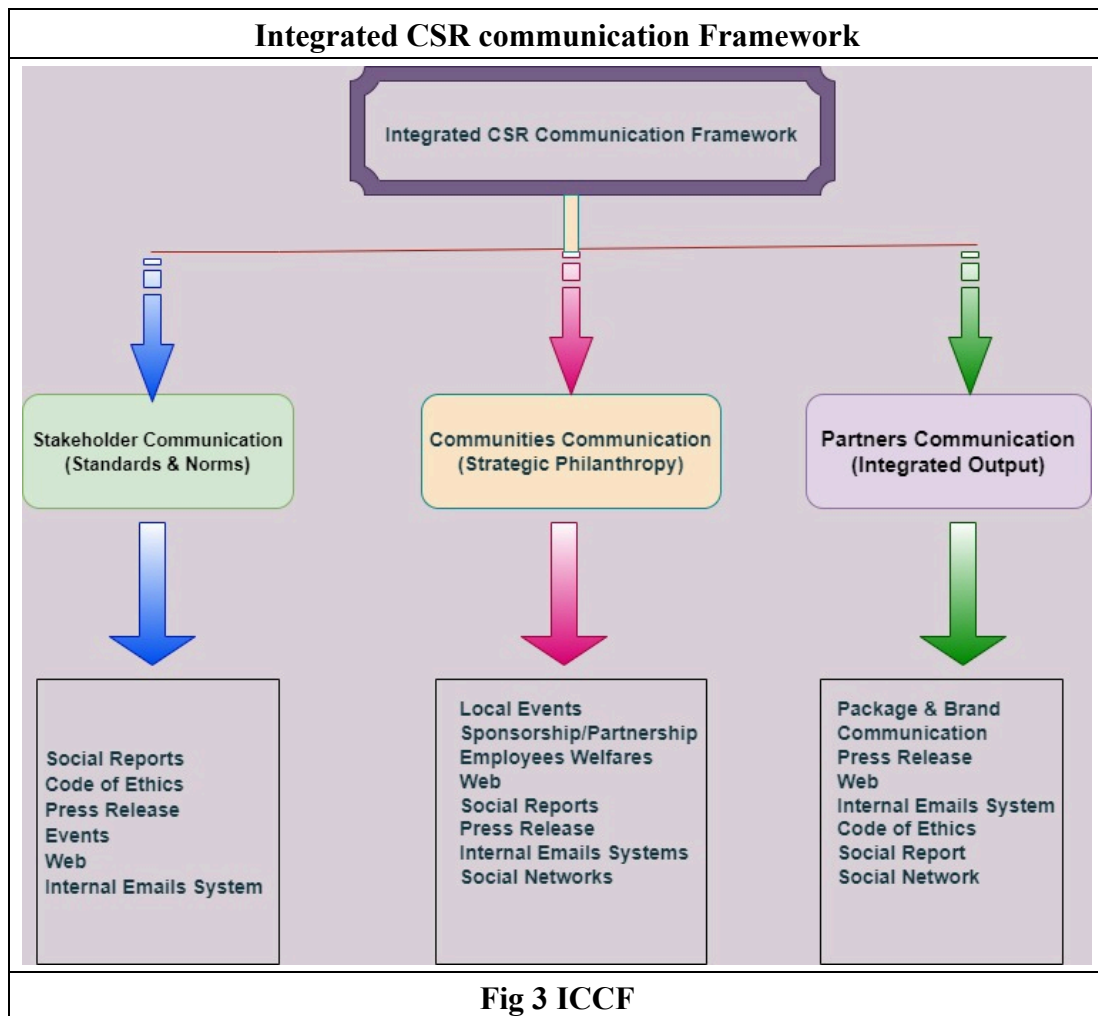 Integrated CSR communication Framework
Integrated CSR Communication Framework
Stakeholder Communication
(Standards & Norms)
Communities Communication
(Strategic Philanthropy)
Partners Communication
(Integrated Output)
Social Reports
Code of Ethics
Press Release
Events
Web
Internal Emails System
Local Events
Sponsorship/Partnership
Employees Welfares
Web
Social Reports
Press Release
Internal Emails Systems
Social Networks
Package & Brand
Communication
Press Release
Web
Internal Emails System
Code of Ethics
Social Report
Social Network
Fig 3 ICCF